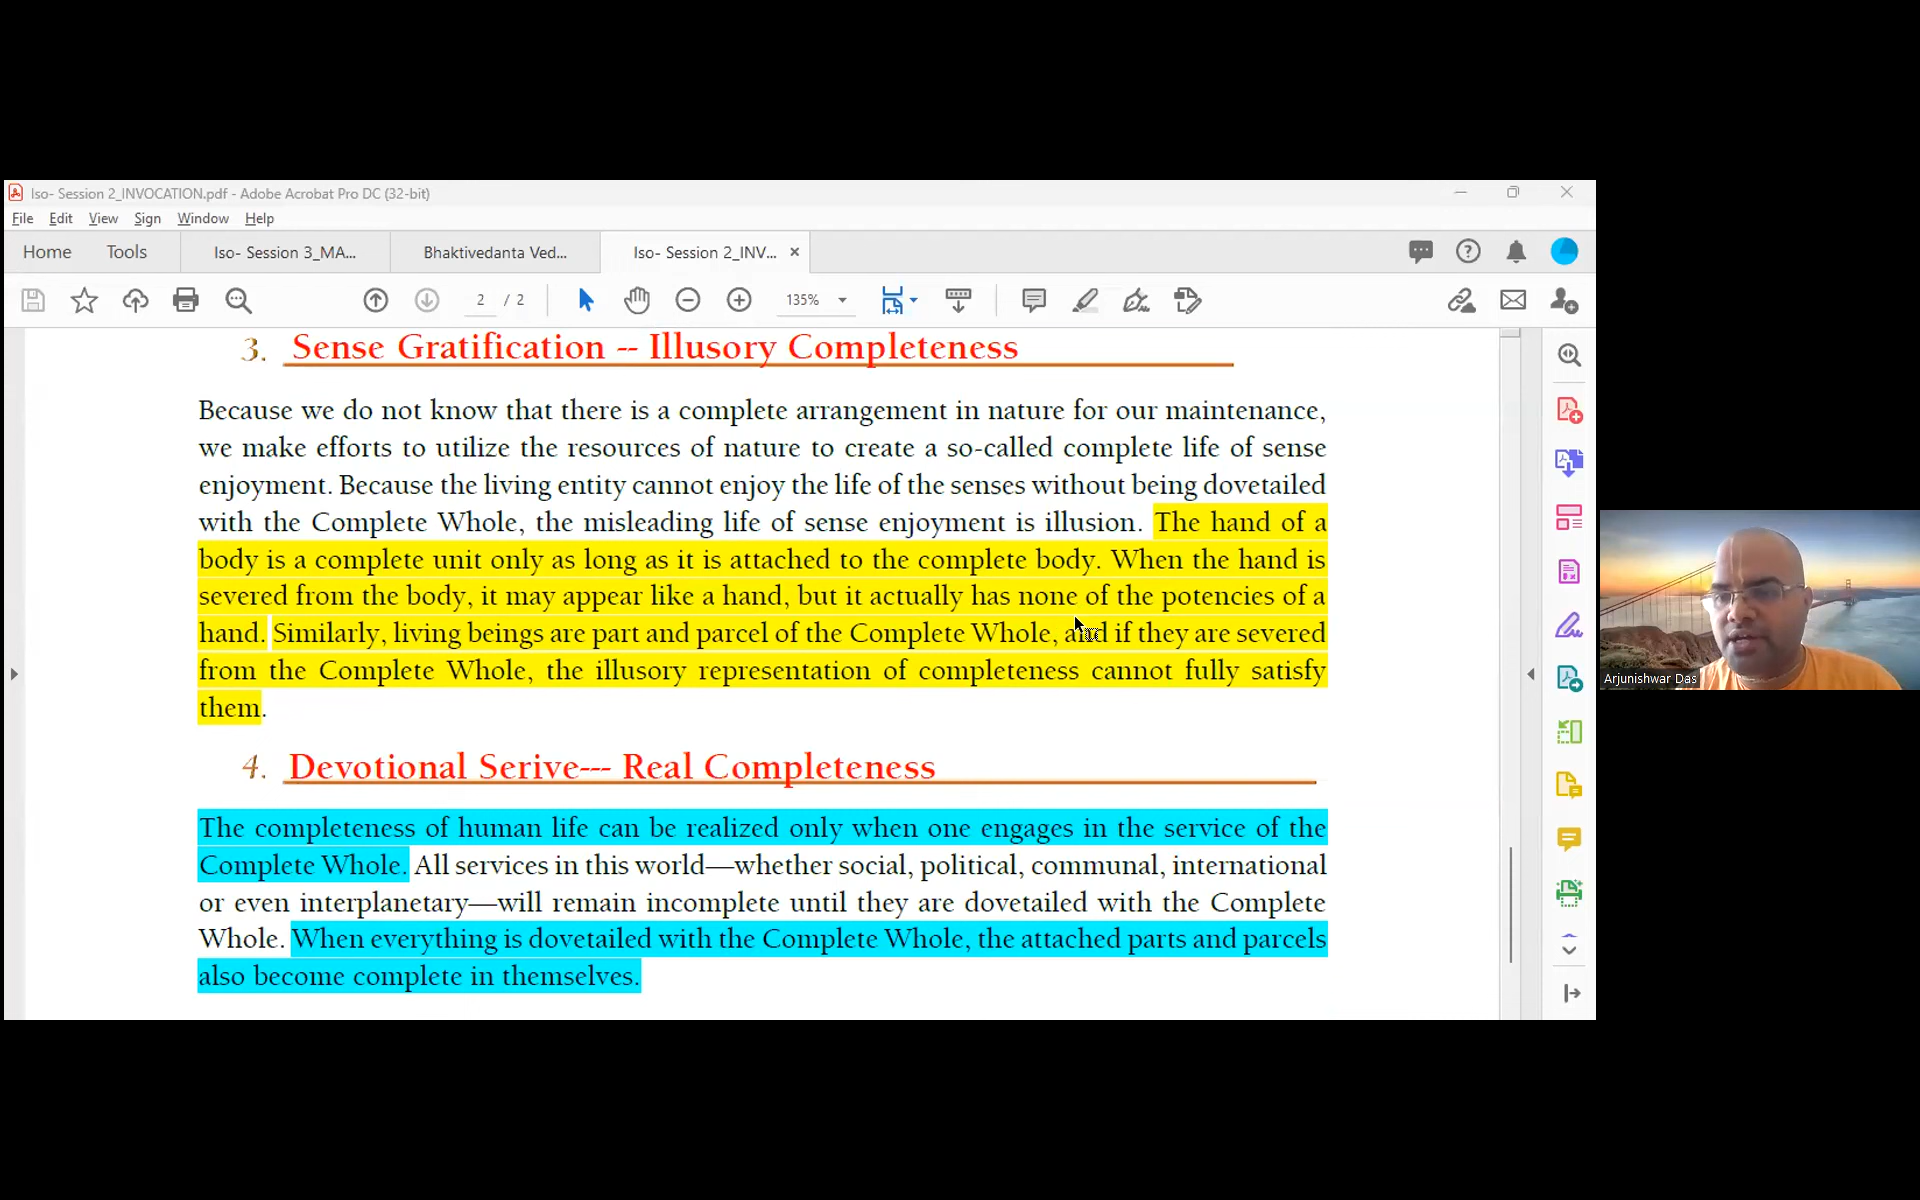 Iso- Session 2_INVOCATION.pdf - Adobe Acrobat Pro DC (32-bit)
File Edit View Sign Window Help
Home Tools Iso- Session 3_MA... Bhaktivedanta Ved... Iso- Session 2_INV... ×
2 / 2 135%
3. Sense Gratification -- Illusory Completeness
Because we do not know that there is a complete arrangement in nature for our maintenance,
we make efforts to utilize the resources of nature to create a so-called complete life of sense
enjoyment. Because the living entity cannot enjoy the life of the senses without being dovetailed
with the Complete Whole, the misleading life of sense enjoyment is illusion. The hand of a
body is a complete unit only as long as it is attached to the complete body. When the hand is
severed from the body, it may appear like a hand, but it actually has none of the potencies of a
hand. Similarly, living beings are part and parcel of the Complete Whole, and if they are severed
from the Complete Whole, the illusory representation of completeness cannot fully satisfy
them.
4. Devotional Serive--- Real Completeness
The completeness of human life can be realized only when one engages in the service of the
Complete Whole. All services in this world—whether social, political, communal, international
or even interplanetary—will remain incomplete until they are dovetailed with the Complete
Whole. When everything is dovetailed with the Complete Whole, the attached parts and parcels
also become complete in themselves.
Arjunishwar Das